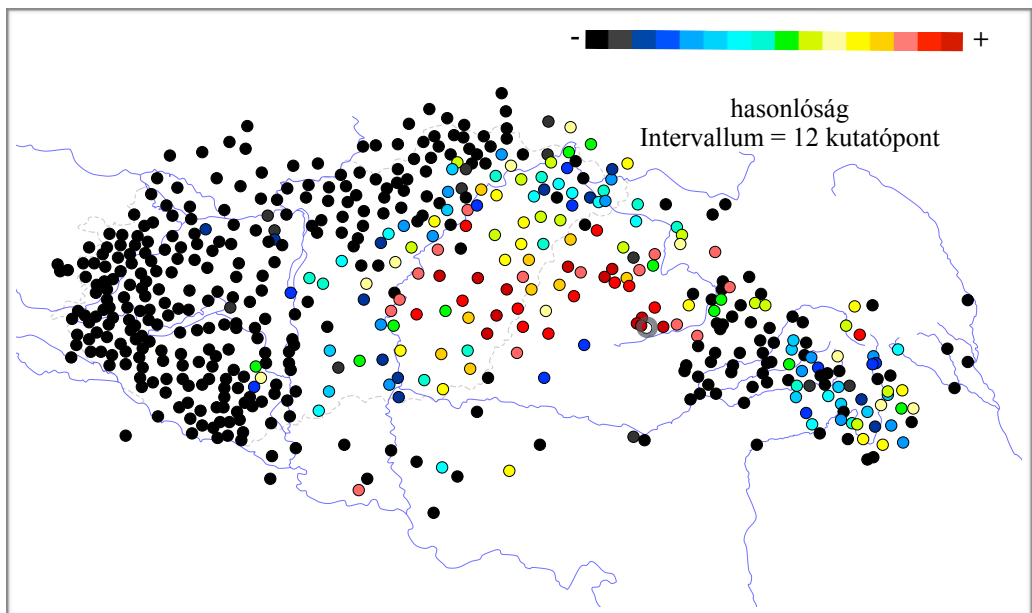 - +
hasonlóság
Intervallum = 12 kutatópont